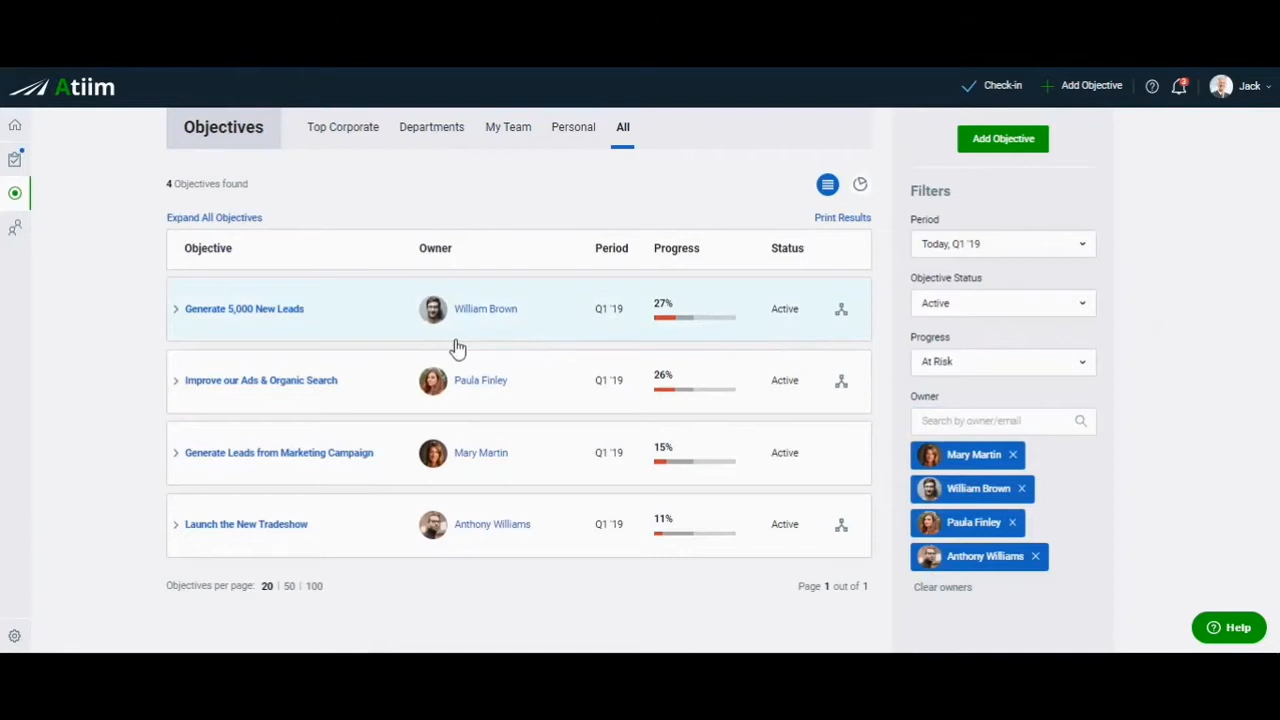 Atiim
Check-in
Add Objective
Jack
Objectives
Top Corporate
Departments
My Team
Personal
All
4 Objectives found
Expand All Objectives
Print Results
Objective Owner Period Progress Status
Generate 5,000 New Leads William Brown Q1 '19 27% Active
Improve our Ads & Organic Search Paula Finley Q1 '19 26% Active
Generate Leads from Marketing Campaign Mary Martin Q1 '19 15% Active
Launch the New Tradeshow Anthony Williams Q1 '19 11% Active
Objectives per page: 20 | 50 | 100
Page 1 out of 1
Add Objective
Filters
Period
Today, Q1 '19
Objective Status
Active
Progress
At Risk
Owner
Search by owner/email
Mary Martin
William Brown
Paula Finley
Anthony Williams
Clear owners
Help